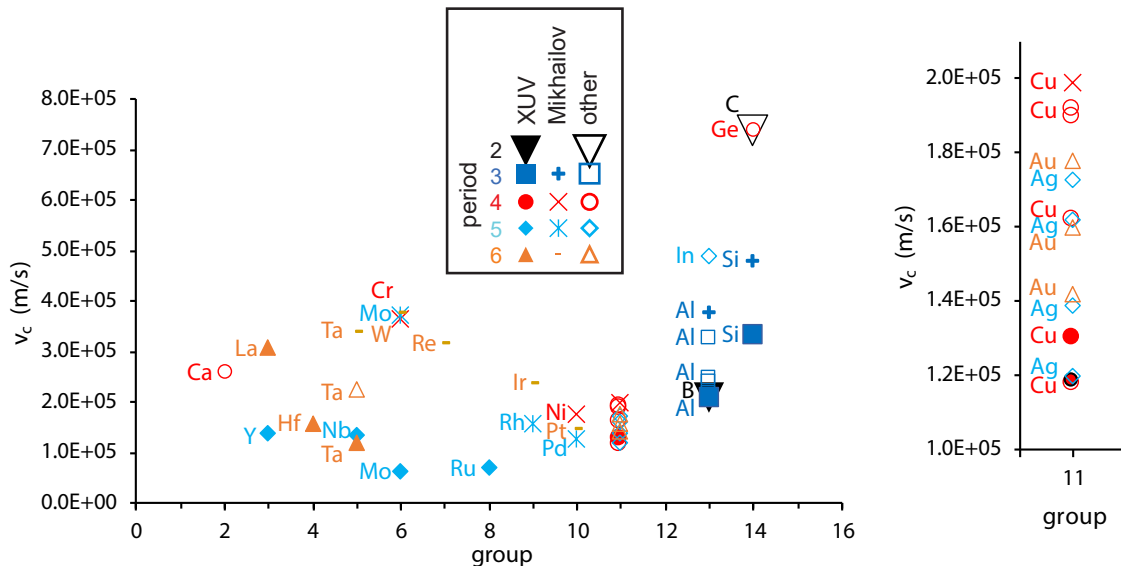 XUV
Mikhailov
other
period
2
3
4
5
6
v_c (m/s)
8.0E+05
7.0E+05
6.0E+05
5.0E+05
4.0E+05
3.0E+05
2.0E+05
1.0E+05
0.0E+00
0 2 4 6 8 10 12 14 16
group
C
Ge
In
Si
Cr
Mo
Al
Ta
W
Re
Al
Si
La
Ca
Al
Ir
B
Ta
Al
Ni
Hf
Rh
Nb
Pt
Y
Pd
Ta
Mo
Ru
v_c (m/s)
2.0E+05
1.8E+05
1.6E+05
1.4E+05
1.2E+05
1.0E+05
Cu
Cu
Au
Ag
Cu
Ag
Au
Au
Ag
Cu
Ag
Cu
11
group